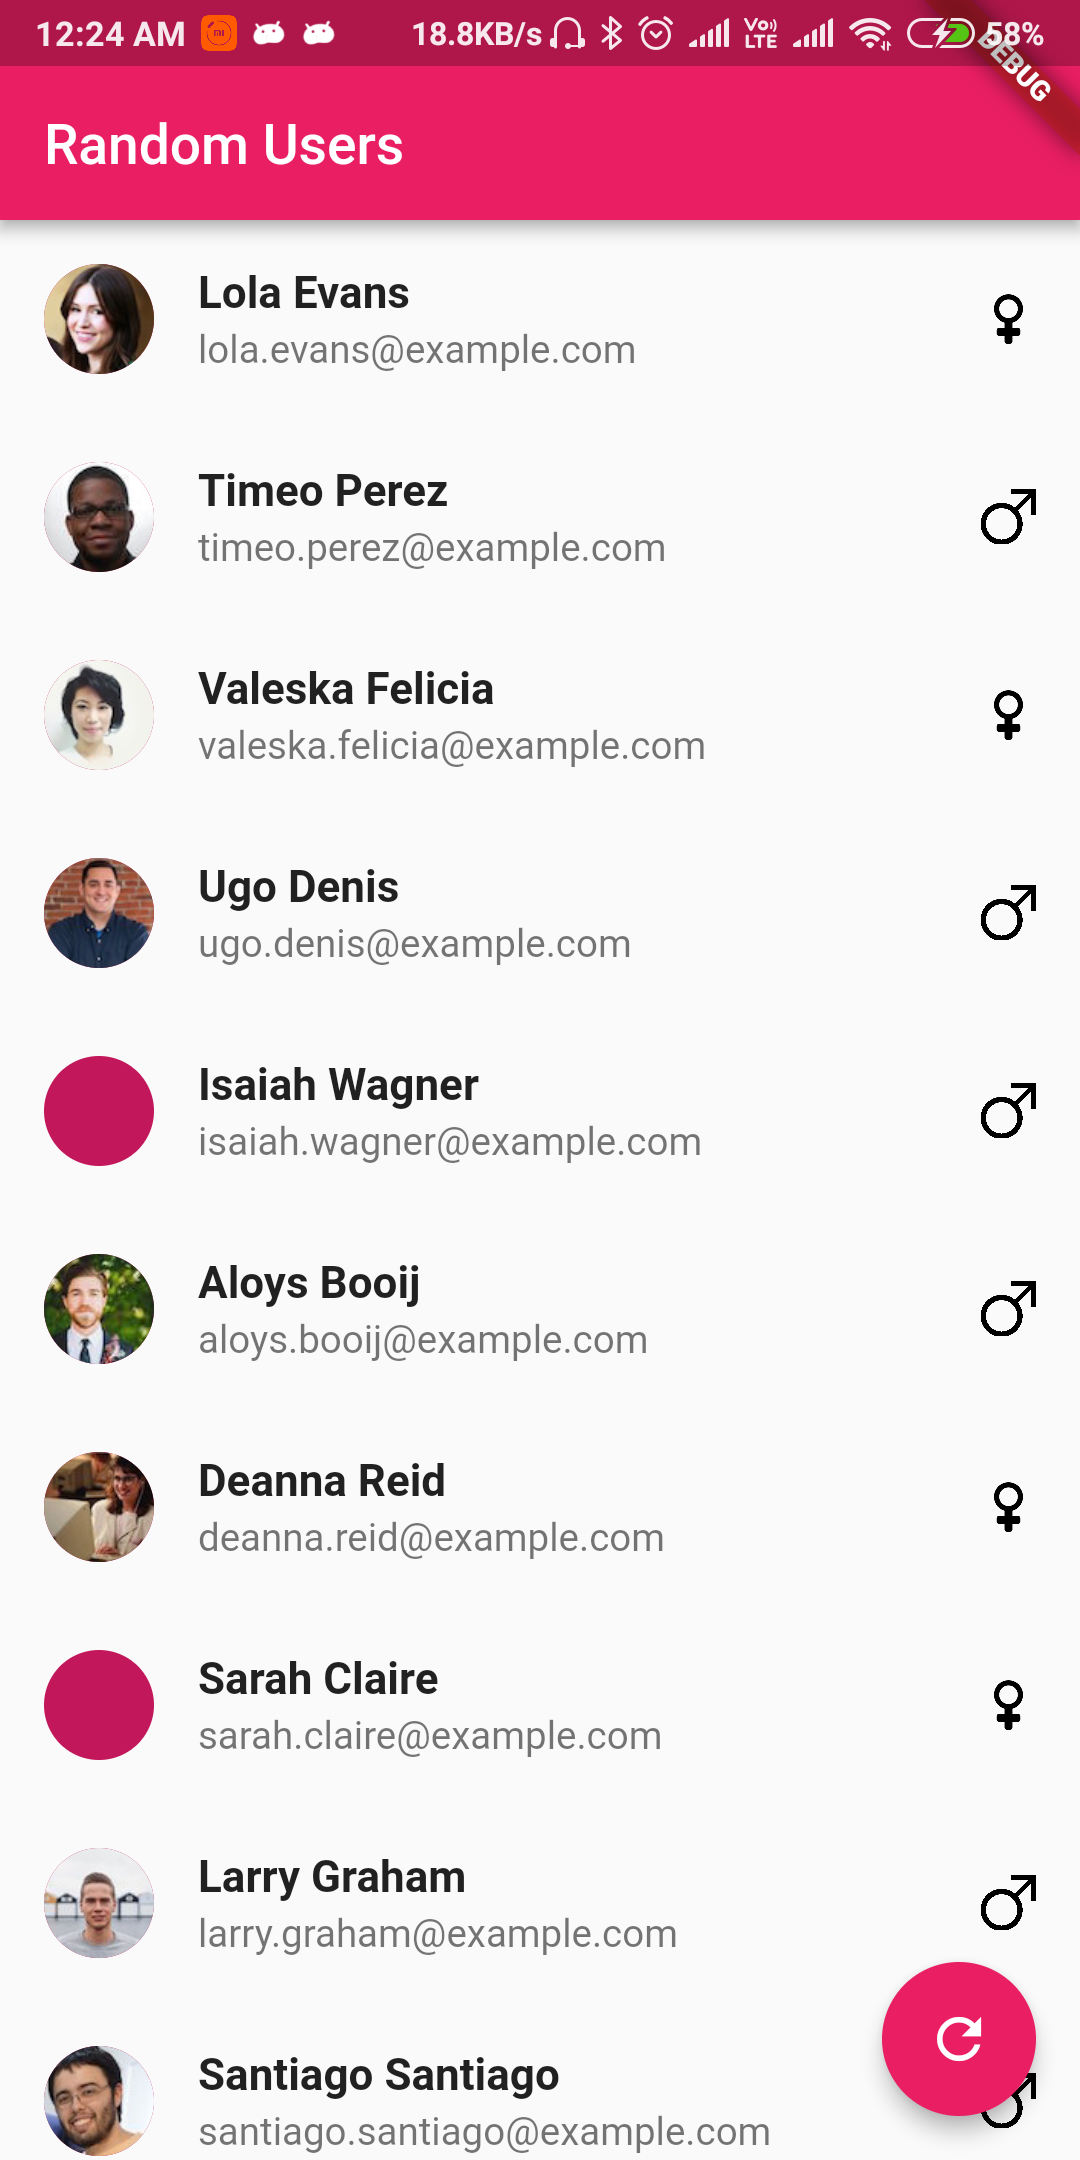 12:24 AM 18.8KB/s Vo) LTE 58%
DEBUG
Random Users
Lola Evans
lola.evans@example.com
Timeo Perez
timeo.perez@example.com
Valeska Felicia
valeska.felicia@example.com
Ugo Denis
ugo.denis@example.com
Isaiah Wagner
isaiah.wagner@example.com
Aloys Booij
aloys.booij@example.com
Deanna Reid
deanna.reid@example.com
Sarah Claire
sarah.claire@example.com
Larry Graham
larry.graham@example.com
Santiago Santiago
santiago.santiago@example.com